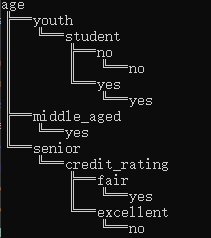 age
youth
student
no
no
yes
yes
middle_aged
yes
senior
credit_rating
fair
yes
excellent
no